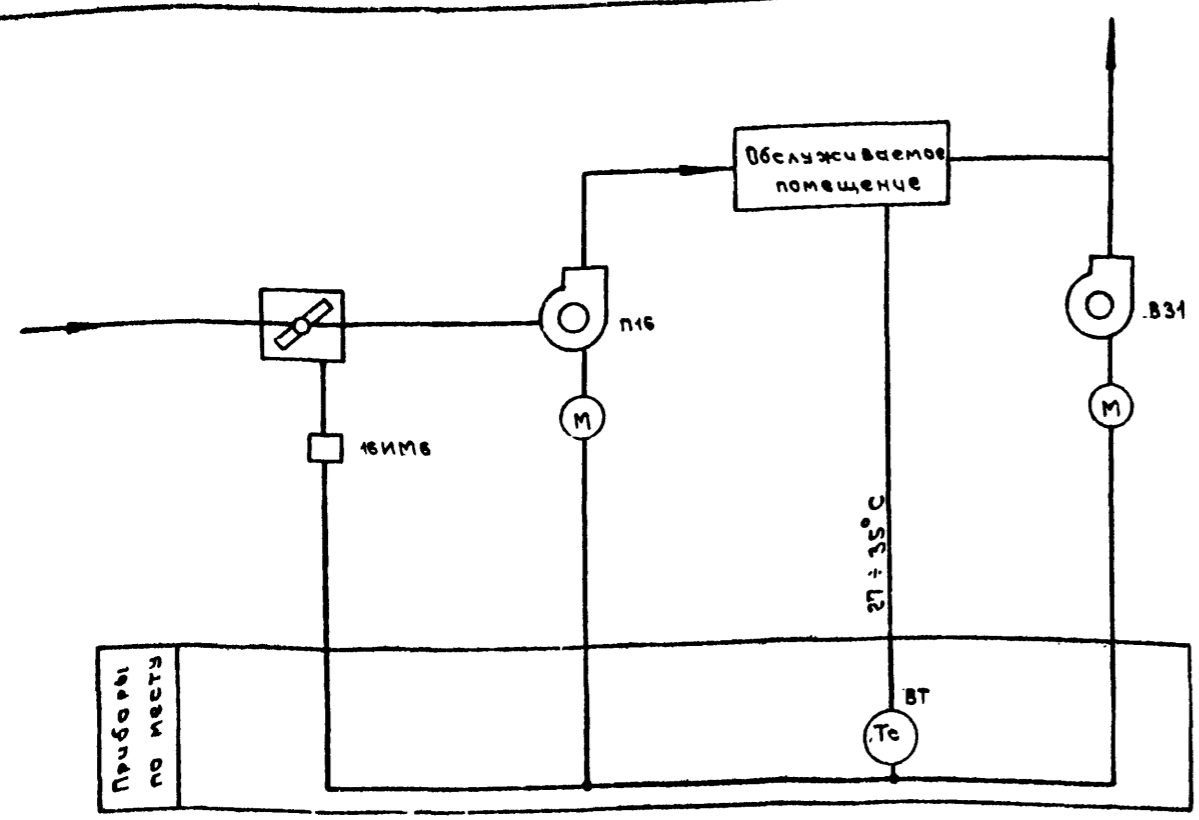 Обслуживаемое
помещение
П16
В31
М
М
16ИМ6
27 ÷ 35°С
Приборы
по месту
ВТ
Те